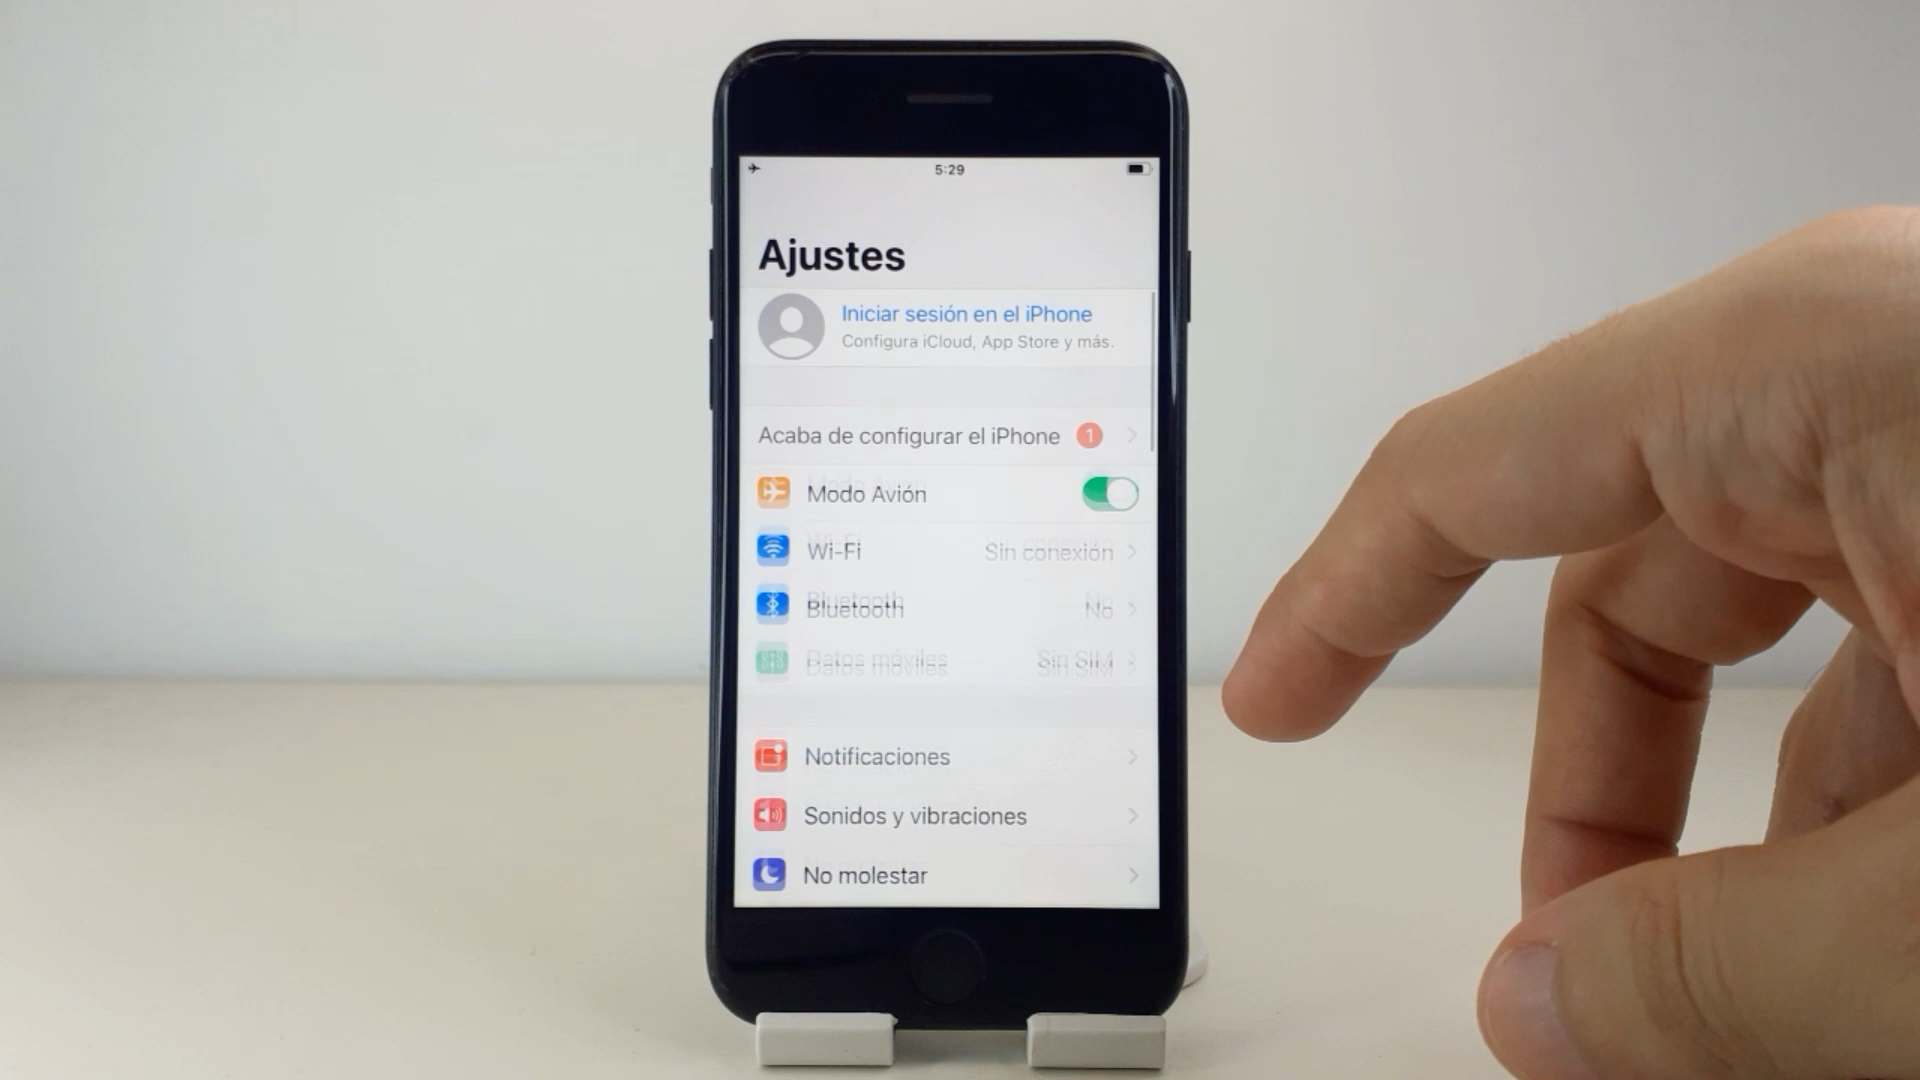 5:29
Ajustes
Iniciar sesión en el iPhone
Configura iCloud, App Store y más.
Acaba de configurar el iPhone 1
Modo Avión
Wi-Fi Sin conexión
Bluetooth No
Datos móviles Sin SIM
Notificaciones
Sonidos y vibraciones
No molestar